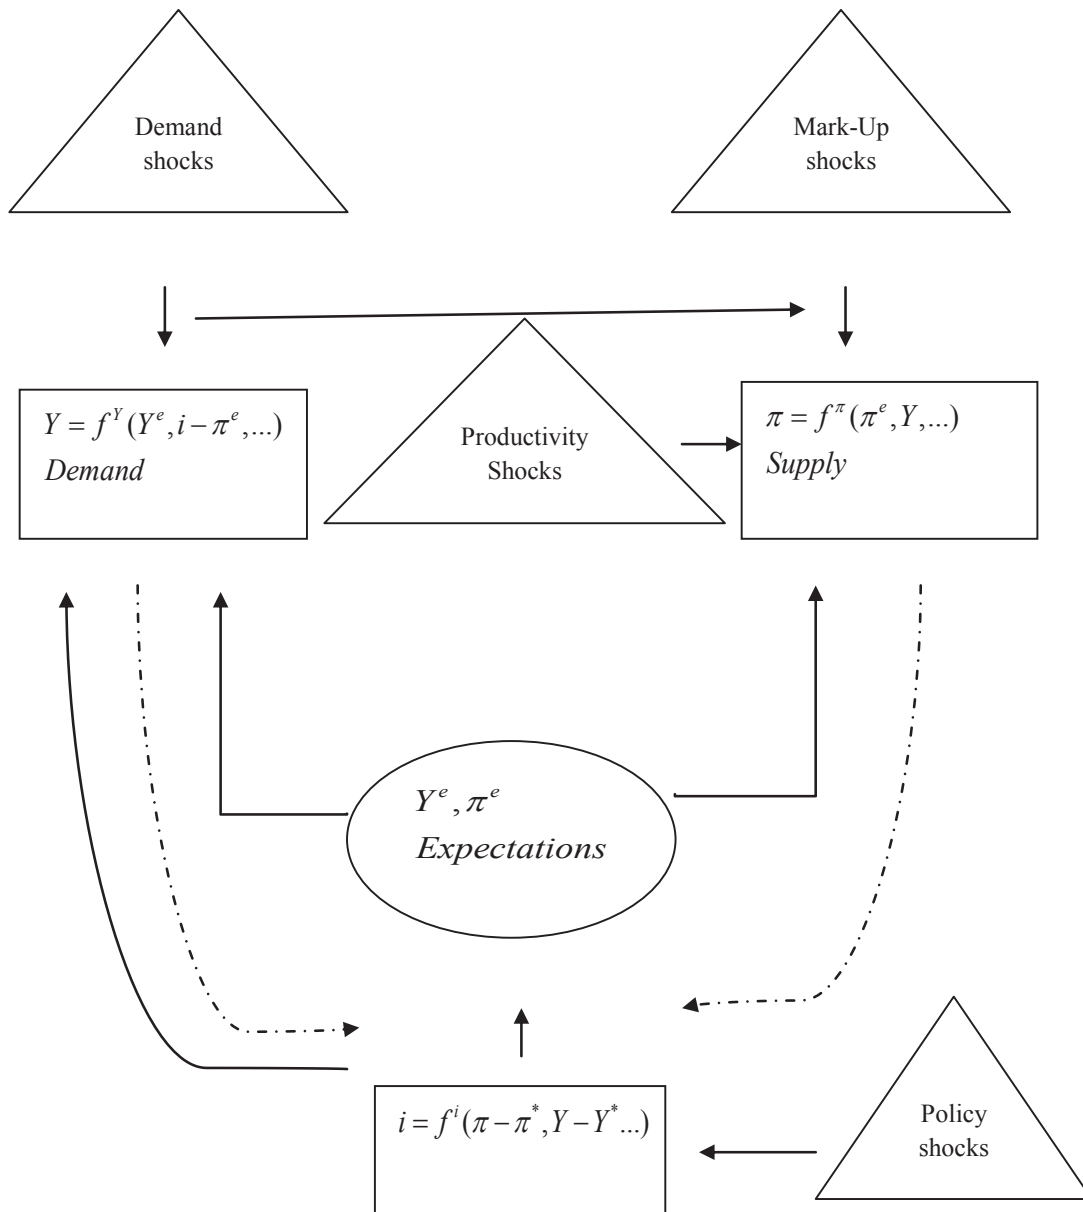 Demand
shocks
Mark-Up
shocks
Y = f^Y(Y^e, i − π^e, ...)
Demand
Productivity
Shocks
π = f^π(π^e, Y, ...)
Supply
Y^e, π^e
Expectations
i = f^i(π − π^*, Y − Y^*...)
Policy
shocks